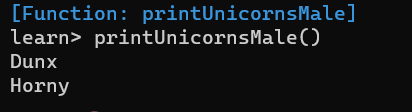 [Function: printUnicornsMale]
learn> printUnicornsMale()
Dunx
Horny